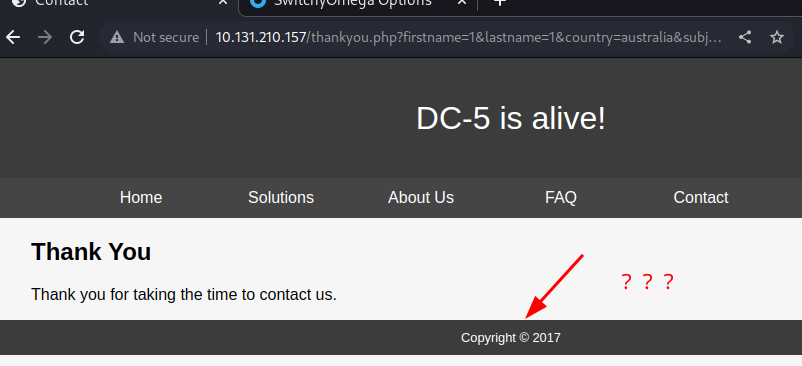 Contact
SwitchyOmega Options
Not secure | 10.131.210.157/thankyou.php?firstname=1&lastname=1&country=australia&subj...
DC-5 is alive!
Home Solutions About Us FAQ Contact
Thank You
Thank you for taking the time to contact us.
? ? ?
Copyright © 2017